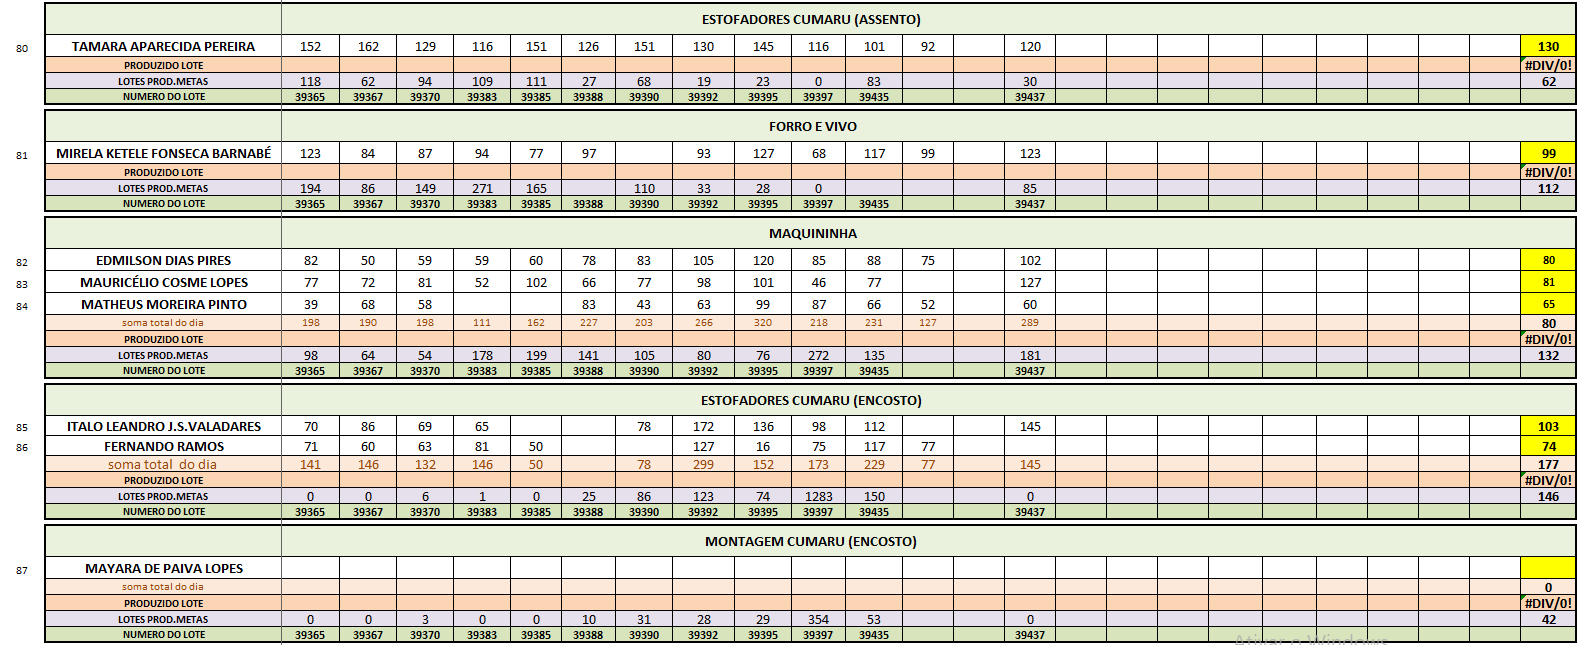 ESTOFADORES CUMARU (ASSENTO)
80 TAMARA APARECIDA PEREIRA 152 162 129 116 151 126 151 130 145 116 101 92 120 130
PRODUZIDO LOTE #DIV/0!
LOTES PROD.METAS 118 62 94 109 111 27 68 19 23 0 83 30 62
NUMERO DO LOTE 39365 39367 39370 39383 39385 39388 39390 39392 39395 39397 39435 39437
FORRO E VIVO
81 MIRELA KETELE FONSECA BARNABÉ 123 84 87 94 77 97 93 127 68 117 99 123 99
PRODUZIDO LOTE #DIV/0!
LOTES PROD.METAS 194 86 149 271 165 110 33 28 0 85 112
NUMERO DO LOTE 39365 39367 39370 39383 39385 39388 39390 39392 39395 39397 39435 39437
MAQUININHA
82 EDMILSON DIAS PIRES 82 50 59 59 60 78 83 105 120 85 88 75 102 80
83 MAURICÉLIO COSME LOPES 77 72 81 52 102 66 77 98 101 46 77 127 81
84 MATHEUS MOREIRA PINTO 39 68 58 83 43 63 99 87 66 52 60 65
soma total do dia 198 190 198 111 162 227 203 266 320 218 231 127 289 80
PRODUZIDO LOTE #DIV/0!
LOTES PROD.METAS 98 64 54 178 199 141 105 80 76 272 135 181 132
NUMERO DO LOTE 39365 39367 39370 39383 39385 39388 39390 39392 39395 39397 39435 39437
ESTOFADORES CUMARU (ENCOSTO)
85 ITALO LEANDRO J.S.VALADARES 70 86 69 65 78 172 136 98 112 145 103
86 FERNANDO RAMOS 71 60 63 81 50 127 16 75 117 77 74
soma total do dia 141 146 132 146 50 78 299 152 173 229 77 145 177
PRODUZIDO LOTE #DIV/0!
LOTES PROD.METAS 0 0 6 1 0 25 86 123 74 1283 150 0 146
NUMERO DO LOTE 39365 39367 39370 39383 39385 39388 39390 39392 39395 39397 39435 39437
MONTAGEM CUMARU (ENCOSTO)
87 MAYARA DE PAIVA LOPES
soma total do dia 0
PRODUZIDO LOTE #DIV/0!
LOTES PROD.METAS 0 0 3 0 0 10 31 28 29 354 53 0 42
NUMERO DO LOTE 39365 39367 39370 39383 39385 39388 39390 39392 39395 39397 39435 39437
Ativar o Windows